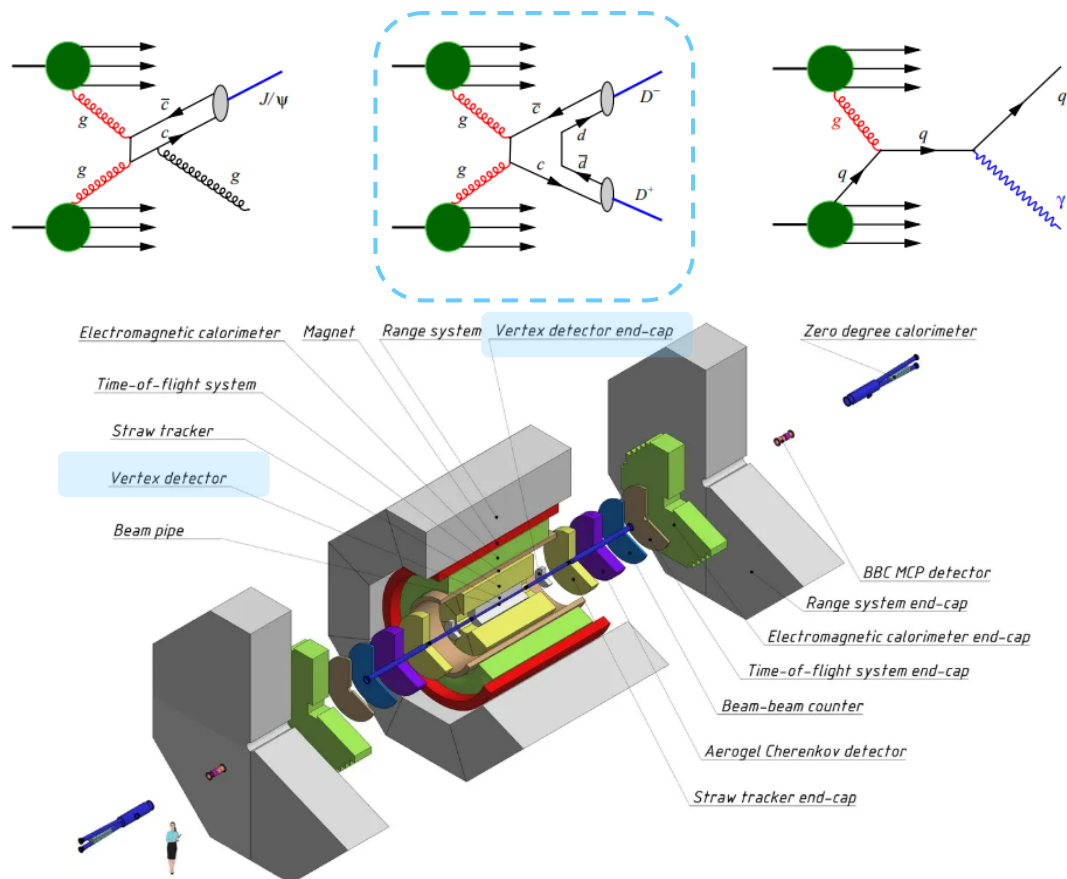 c̅
J/ψ
g
c
g
g
c̅
D⁻
g
d
d̅
c
g
D⁺
q
g
q
q
γ
Electromagnetic calorimeter
Magnet
Range system
Vertex detector end-cap
Zero degree calorimeter
Time-of-flight system
Straw tracker
Vertex detector
Beam pipe
BBC MCP detector
Range system end-cap
Electromagnetic calorimeter end-cap
Time-of-flight system end-cap
Beam-beam counter
Aerogel Cherenkov detector
Straw tracker end-cap